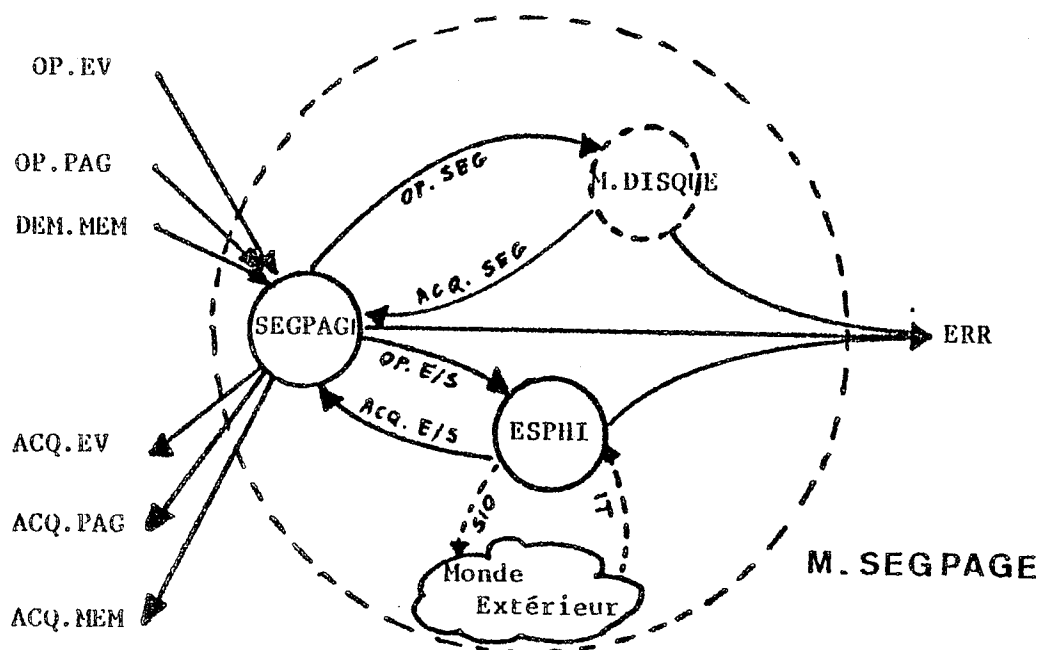 OP.EV
OP.PAG
DEM.MEM
OP.SEG
M.DISQUE
ACQ.SEG
SEGPAGI
ERR
OP.E/S
ACQ.E/S
ESPHI
ACQ.EV
SIO
IT
ACQ.PAG
Monde
Extérieur
M.SEGPAGE
ACQ.MEM